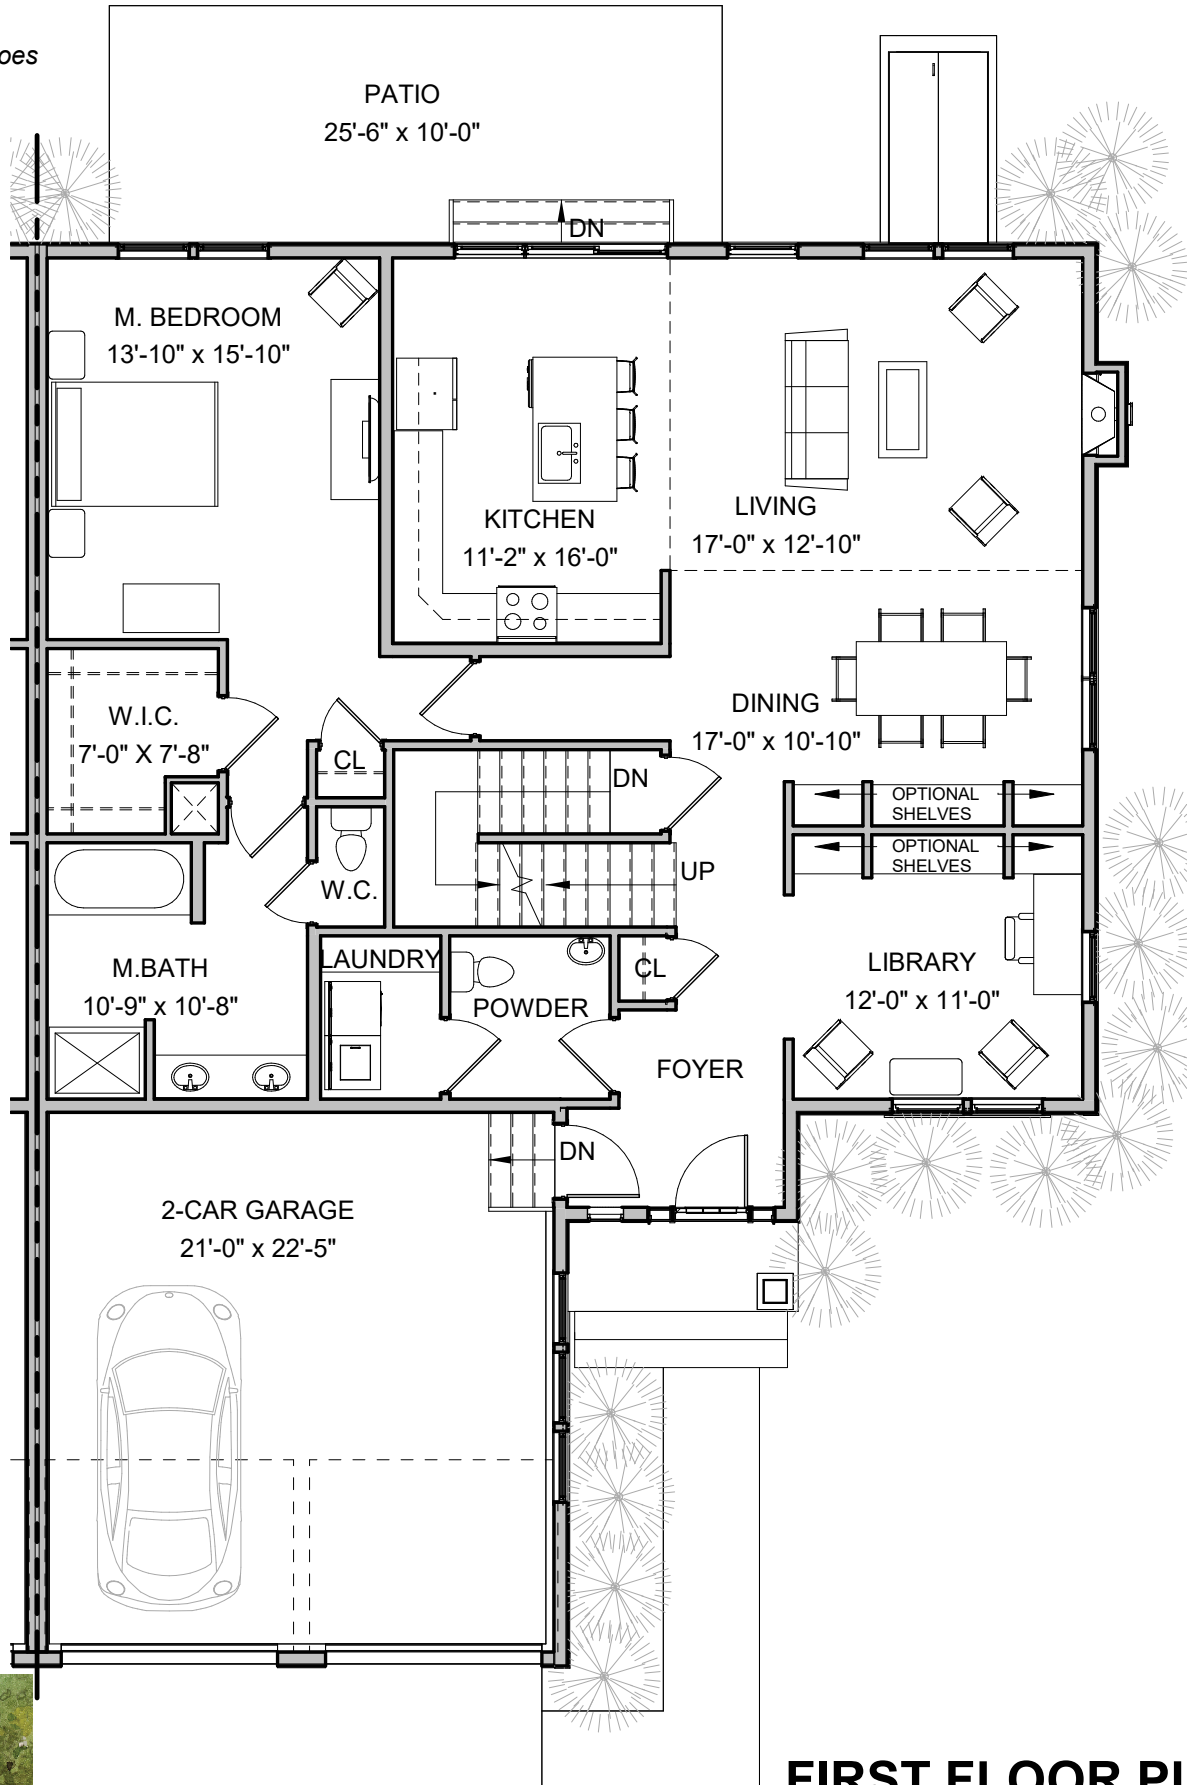 PATIO
25'-6" x 10'-0"
DN
M. BEDROOM
13'-10" x 15'-10"
KITCHEN
11'-2" x 16'-0"
LIVING
17'-0" x 12'-10"
W.I.C.
7'-0" X 7'-8"
CL
DINING
17'-0" x 10'-10"
DN
OPTIONAL
SHELVES
OPTIONAL
SHELVES
UP
W.C.
M.BATH
10'-9" x 10'-8"
LAUNDRY
POWDER
CL
LIBRARY
12'-0" x 11'-0"
FOYER
DN
2-CAR GARAGE
21'-0" x 22'-5"
FIRST FLOOR